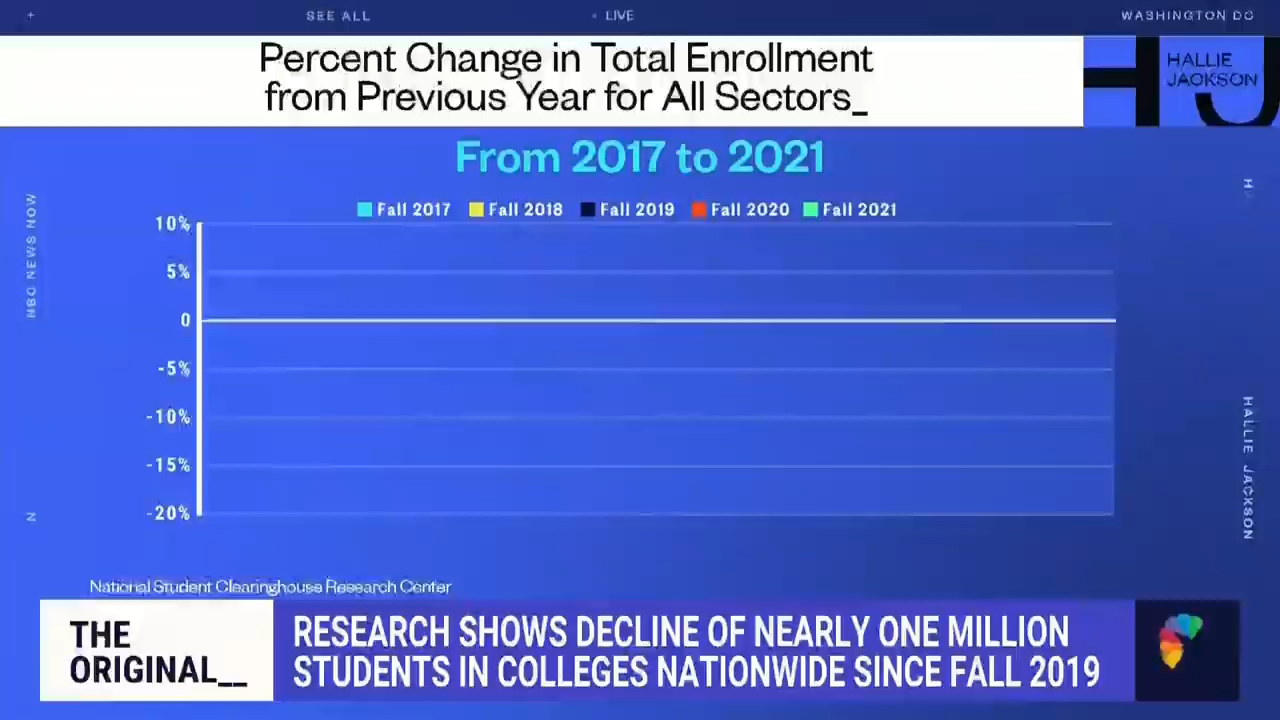 SEE ALL
LIVE
WASHINGTON DC
Percent Change in Total Enrollment
from Previous Year for All Sectors_
HALLIE
JACKSON
From 2017 to 2021
Fall 2017 Fall 2018 Fall 2019 Fall 2020 Fall 2021
10%
5%
0
-5%
-10%
-15%
-20%
NBC NEWS NOW
N
H
HALLIE JACKSON
National Student Clearinghouse Research Center
THE
ORIGINAL__
RESEARCH SHOWS DECLINE OF NEARLY ONE MILLION
STUDENTS IN COLLEGES NATIONWIDE SINCE FALL 2019